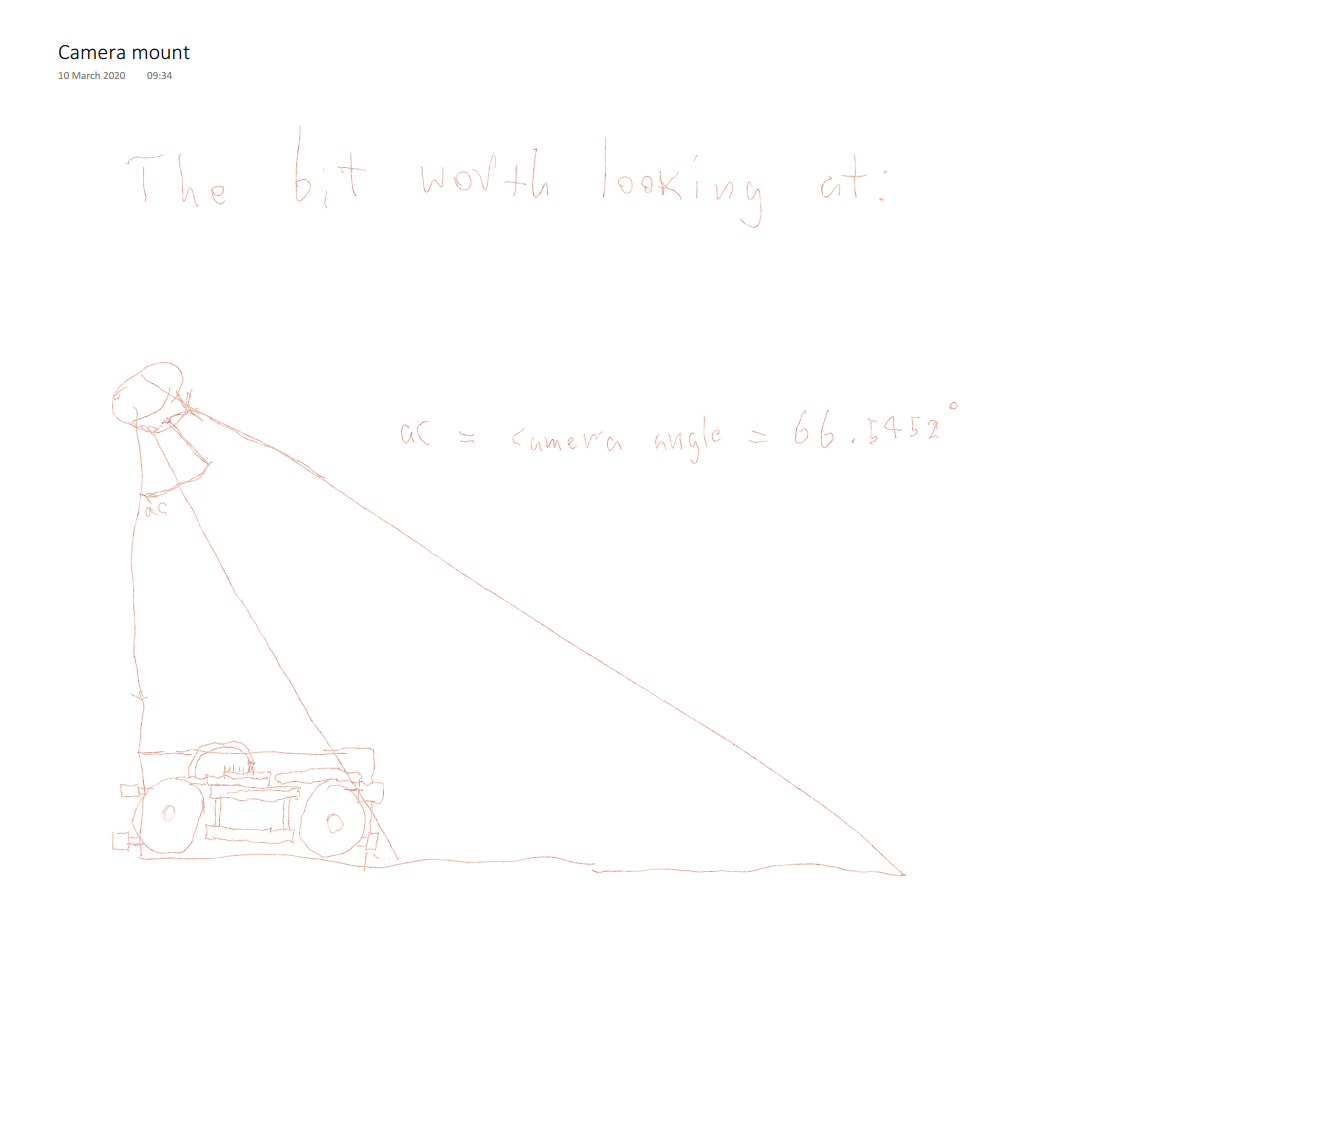 Camera mount
10 March 2020 09:34
The bit worth looking at:
ac = camera angle = 66.5452°
ac